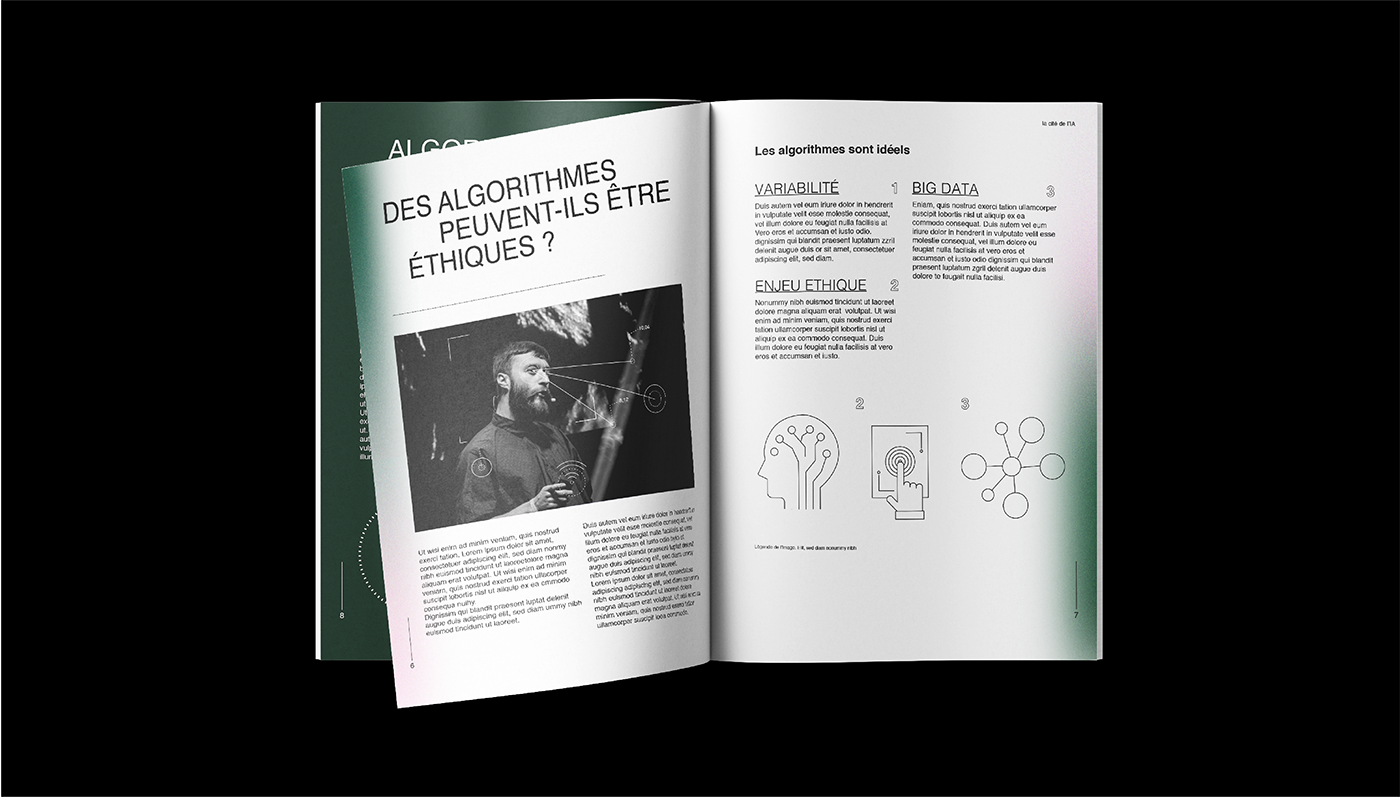 ALGOR
8
DES ALGORITHMES
PEUVENT-ILS ÊTRE
ÉTHIQUES ?
Ut wisi enim ad minim veniam, quis nostrud
exerci tation. Lorem ipsum dolor sit amet,
consectetuer adipiscing elit, sed diam nonmy
nibh euismod tincidunt ut laoreetolore magna
aliquam erat volutpat. Ut wisi enim ad minim
veniam, quis nostrud exerci tation ullamcorper
suscipit lobortis nisl ut aliquip ex ea cmmodo
consequa nulhy.
Dignissim qui blandit praesent luptat delenit
augue duis adipiscing elit, sed diam ummy nibh
euismod tincidunt ut laoreet.
Duis autem vel eum iriure dolor in hendrerit in
vulputate velit esse molestie consequat, vel
illum dolore eu feugiat nulla facilisis at vero
eros et accumsan et iusto odio
dignissim qui blandit praesent luptatum delenit
augue duis adipiscing elit, sed diam ummy
nibh euismod tincidunt ut laoreet.
Lorem ipsum dolor sit amet, consectetuer
adipiscing adipiscing elit, sed diam nonummy
nibh euismod tincidunt ut laoreet dolore
magna aliquam erat volutpat. Ut wisi enim ad
minim veniam, quis nostrud exerci tation
ullamcorper suscipit
6
la cité de l'IA
Les algorithmes sont idéels
VARIABILITÉ 1
Duis autem vel eum iriure dolor in hendrerit
in vulputate velit esse molestie consequat,
vel illum dolore eu feugiat nulla facilisis at
Vero eros et accumsan et iusto odio.
dignissim qui blandit praesent luptatum zzril
delenit augue duis or sit amet, consectetuer
adipiscing elit, sed diam.
ENJEU ETHIQUE 2
Nonummy nibh euismod tincidunt ut laoreet
dolore magna aliquam erat volutpat. Ut wisi
enim ad minim veniam, quis nostrud exerci
tation ullamcorper suscipit lobortis nisl ut
aliquip ex ea commodo consequat. Duis
illum dolore eu feugiat nulla facilisis at vero
eros et accumsan et iusto.
BIG DATA 3
Eniam, quis nostrud exerci tation ullamcorper
suscipit lobortis nisl ut aliquip ex ea
commodo consequat. Duis autem vel eum
iriure dolor in hendrerit in vulputate velit esse
molestie consequat, vel illum dolore eu
feugiat nulla facilisis at vero eros et
accumsan et iusto odio dignissim qui blandit
praesent luptatum zgril delenit augue duis
dolore te feugait nulla facilisi.
2
3
Légende de l'image. Hit, sed diam nonummy nibh
7